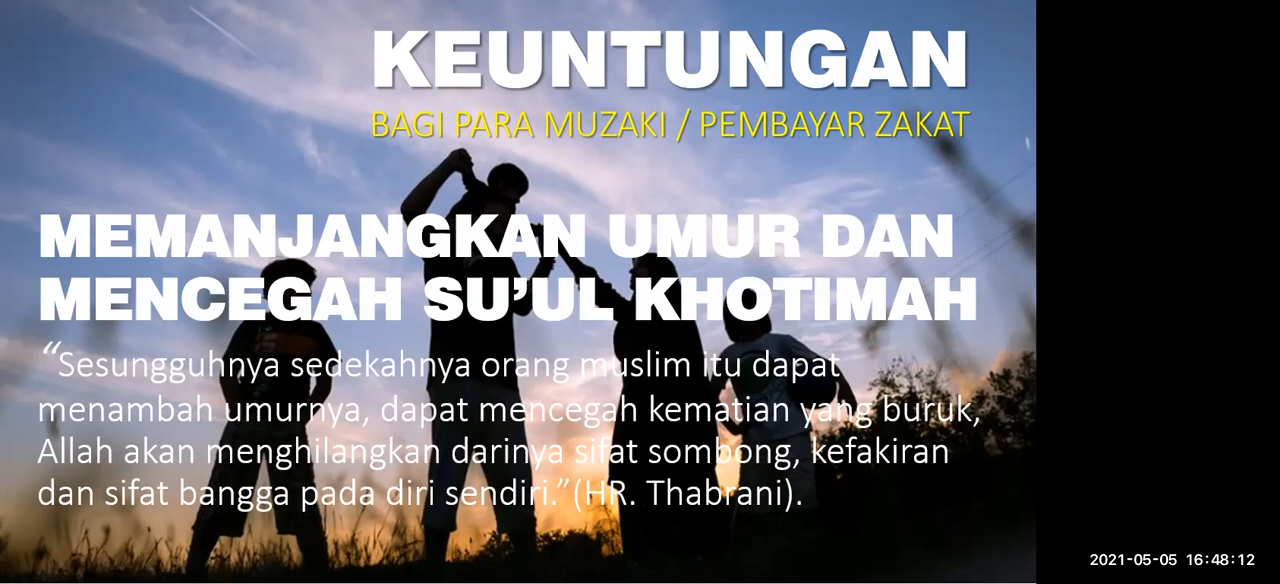 KEUNTUNGAN
BAGI PARA MUZAKI / PEMBAYAR ZAKAT
MEMANJANGKAN UMUR DAN
MENCEGAH SU’UL KHOTIMAH
“Sesungguhnya sedekahnya orang muslim itu dapat
menambah umurnya, dapat mencegah kematian yang buruk,
Allah akan menghilangkan darinya sifat sombong, kefakiran
dan sifat bangga pada diri sendiri.”(HR. Thabrani).
2021-05-05 16:48:12